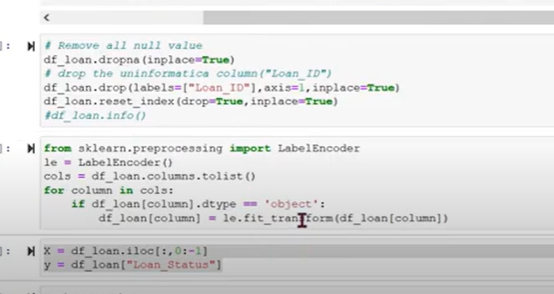 ]:
# Remove all null value
df_loan.dropna(inplace=True)
# drop the uninformatica column("Loan_ID")
df_loan.drop(labels=["Loan_ID"],axis=1,inplace=True)
df_loan.reset_index(drop=True,inplace=True)
#df_loan.info()
]:
from sklearn.preprocessing import LabelEncoder
le = LabelEncoder()
cols = df_loan.columns.tolist()
for column in cols:
if df_loan[column].dtype == 'object':
df_loan[column] = le.fit_transform(df_loan[column])
]:
X = df_loan.iloc[:,0:-1]
y = df_loan["Loan_Status"]